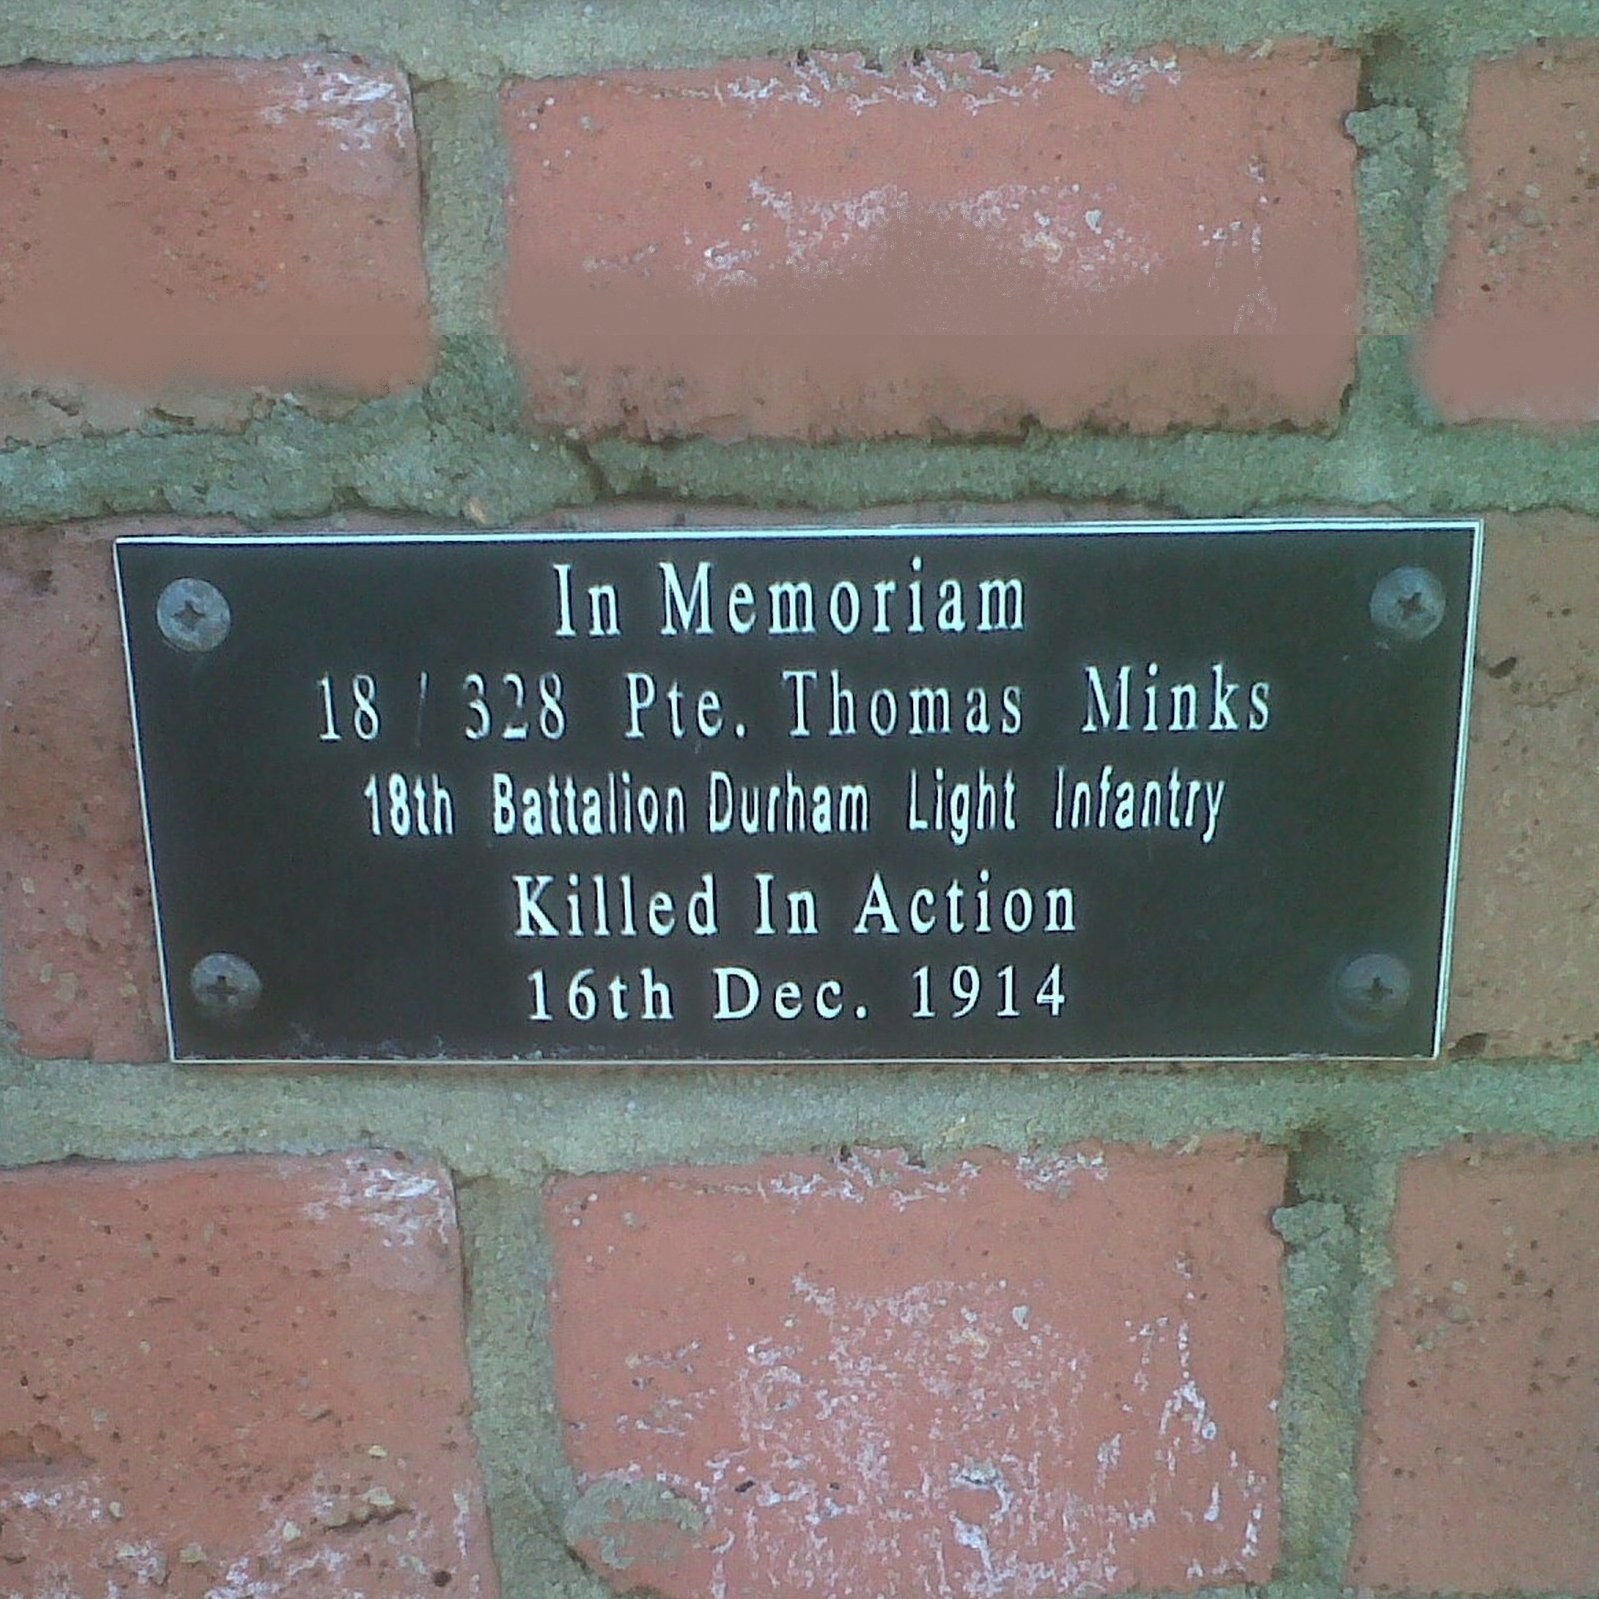 In Memoriam
18 / 328 Pte. Thomas Minks
18th Battalion Durham Light Infantry
Killed In Action
16th Dec. 1914